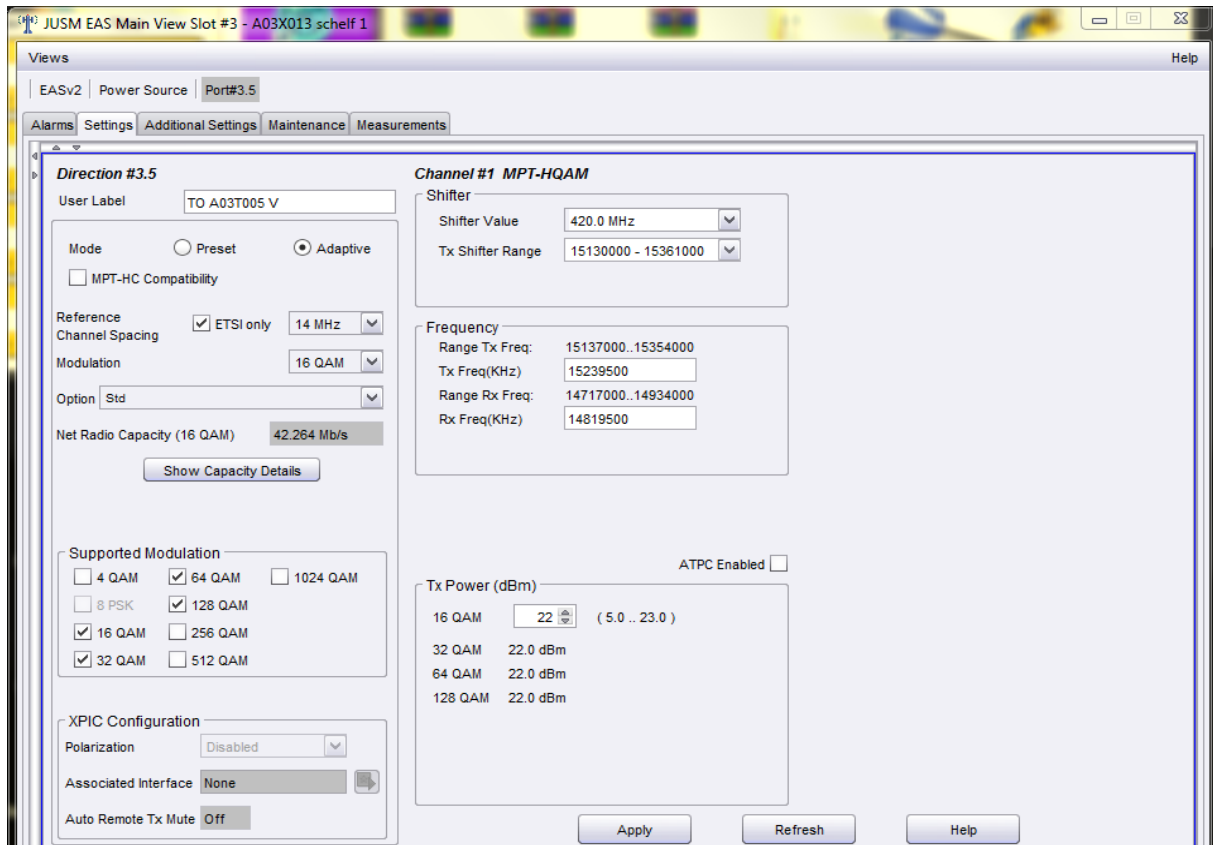 JUSM EAS Main View Slot #3 - A03X013 schelf 1
Views Help
EASv2 Power Source Port#3.5
Alarms Settings Additional Settings Maintenance Measurements
Direction #3.5
User Label TO A03T005 V
Mode Preset Adaptive
MPT-HC Compatibility
Reference
Channel Spacing
ETSI only 14 MHz
Modulation 16 QAM
Option Std
Net Radio Capacity (16 QAM) 42.264 Mb/s
Show Capacity Details
Supported Modulation
4 QAM 64 QAM 1024 QAM
8 PSK 128 QAM
16 QAM 256 QAM
32 QAM 512 QAM
XPIC Configuration
Polarization Disabled
Associated Interface None
Auto Remote Tx Mute Off
Channel #1 MPT-HQAM
Shifter
Shifter Value 420.0 MHz
Tx Shifter Range 15130000 - 15361000
Frequency
Range Tx Freq: 15137000..15354000
Tx Freq(KHz) 15239500
Range Rx Freq: 14717000..14934000
Rx Freq(KHz) 14819500
ATPC Enabled
Tx Power (dBm)
16 QAM 22 ( 5.0 .. 23.0 )
32 QAM 22.0 dBm
64 QAM 22.0 dBm
128 QAM 22.0 dBm
Apply Refresh Help